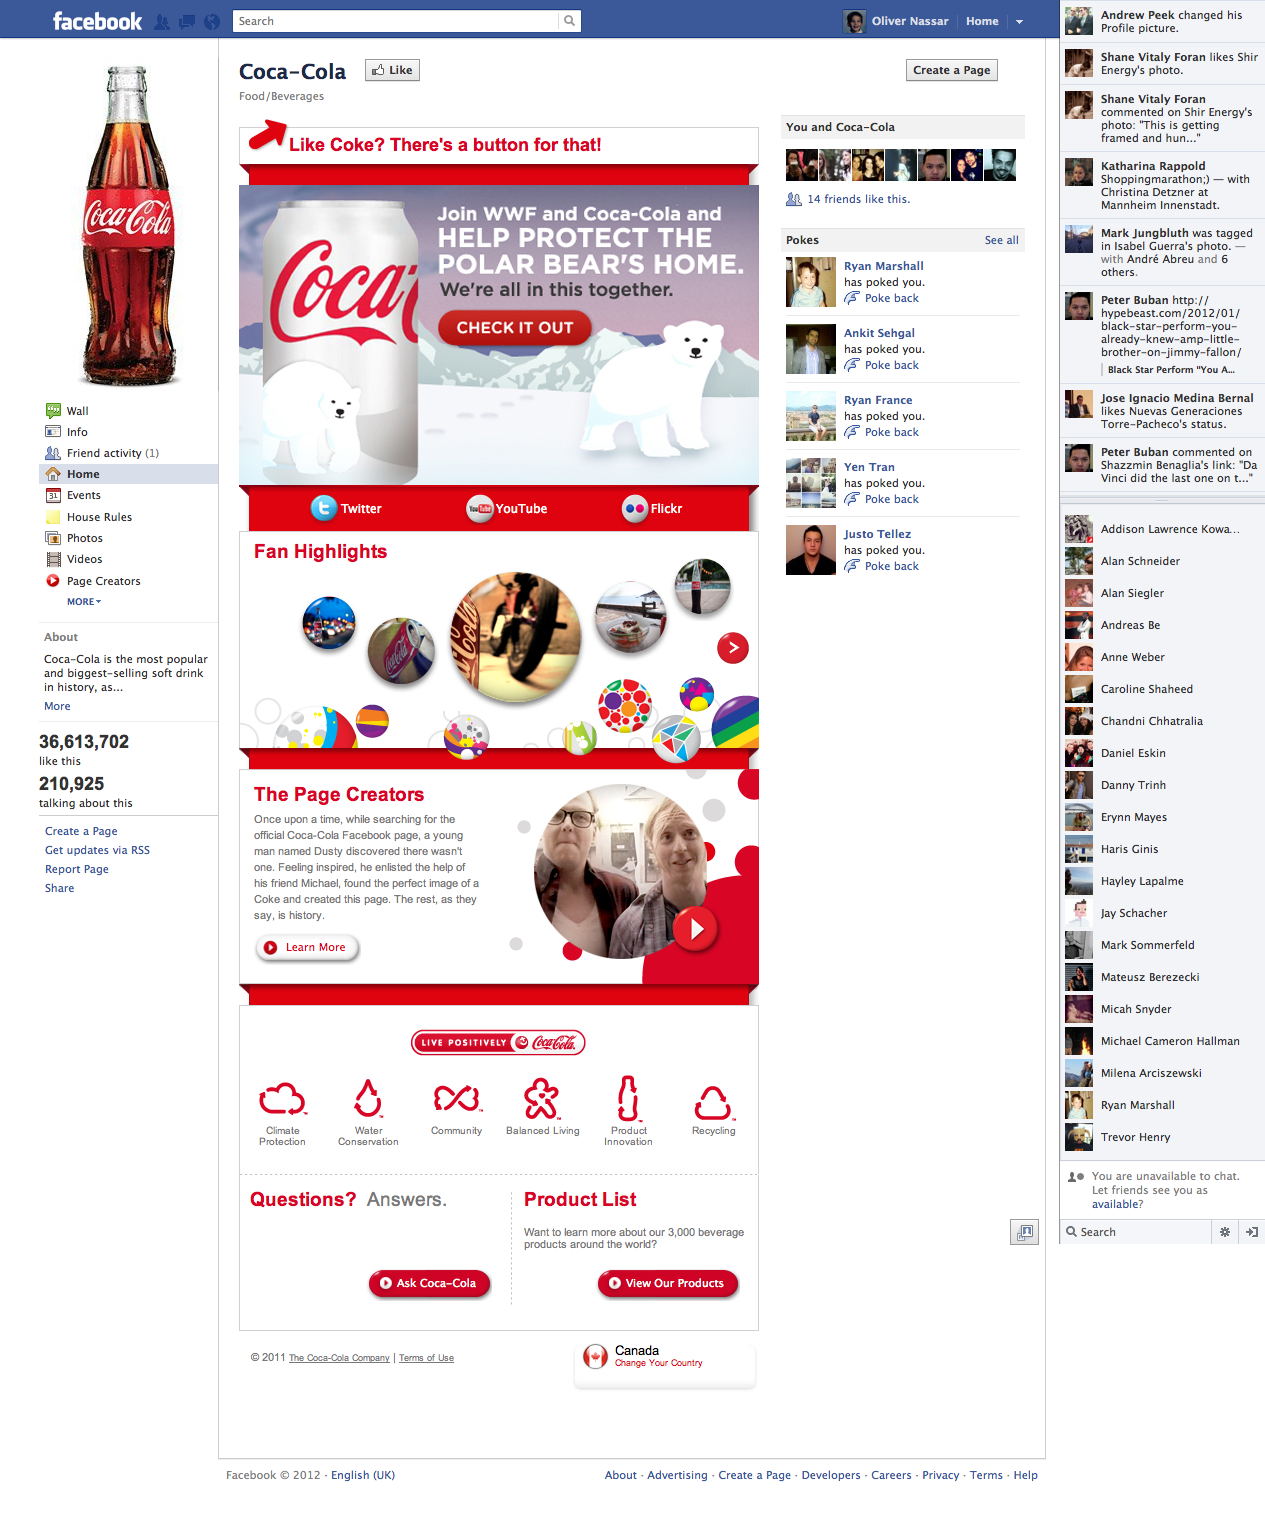 facebook
Search
Oliver Nassar
Home
Coca-Cola
Like
Create a Page
Food/Beverages
Coca-Cola
Wall
Info
Friend activity (1)
Home
31 Events
House Rules
Photos
Videos
Page Creators
MORE
About
Coca-Cola is the most popular
and biggest-selling soft drink
in history, as...
More
36,613,702
like this
210,925
talking about this
Create a Page
Get updates via RSS
Report Page
Share
Like Coke? There's a button for that!
Coca
Join WWF and Coca-Cola and
HELP PROTECT THE
POLAR BEAR'S HOME.
We're all in this together.
CHECK IT OUT
Twitter
You Tube YouTube
Flickr
Fan Highlights
The Page Creators
Once upon a time, while searching for the
official Coca-Cola Facebook page, a young
man named Dusty discovered there wasn't
one. Feeling inspired, he enlisted the help of
his friend Michael, found the perfect image of a
Coke and created this page. The rest, as they
say, is history.
Learn More
LIVE POSITIVELY Coca-Cola
Climate
Protection
Water
Conservation
Community
Balanced Living
Product
Innovation
Recycling
Questions? Answers.
Ask Coca-Cola
Product List
Want to learn more about our 3,000 beverage
products around the world?
View Our Products
© 2011 The Coca-Cola Company | Terms of Use
Canada
Change Your Country
You and Coca-Cola
14 friends like this.
Pokes
See all
Ryan Marshall
has poked you.
Poke back
Ankit Sehgal
has poked you.
Poke back
Ryan France
has poked you.
Poke back
Yen Tran
has poked you.
Poke back
Justo Tellez
has poked you.
Poke back
Andrew Peek changed his
Profile picture.
Shane Vitaly Foran likes Shir
Energy's photo.
Shane Vitaly Foran
commented on Shir Energy's
photo: "This is getting
framed and hun..."
Katharina Rappold
Shoppingmarathon;) — with
Christina Detzner at
Mannheim Innenstadt.
Mark Jungbluth was tagged
in Isabel Guerra's photo. —
with André Abreu and 6
others.
Peter Buban http://
hypebeast.com/2012/01/
black-star-perform-you-
already-knew-amp-little-
brother-on-jimmy-fallon/
Black Star Perform "You A...
Jose Ignacio Medina Bernal
likes Nuevas Generaciones
Torre-Pacheco's status.
Peter Buban commented on
Shazzmin Benaglia's link: "Da
Vinci did the last one on t..."
Addison Lawrence Kowa...
Alan Schneider
Alan Siegler
Andreas Be
Anne Weber
Caroline Shaheed
Chandni Chhatralia
Daniel Eskin
Danny Trinh
Erynn Mayes
Haris Ginis
Hayley Lapalme
Jay Schacher
Mark Sommerfeld
Mateusz Berezecki
Micah Snyder
Michael Cameron Hallman
Milena Arciszewski
Ryan Marshall
Trevor Henry
You are unavailable to chat.
Let friends see you as
available?
Search
Facebook © 2012 · English (UK)
About · Advertising · Create a Page · Developers · Careers · Privacy · Terms · Help